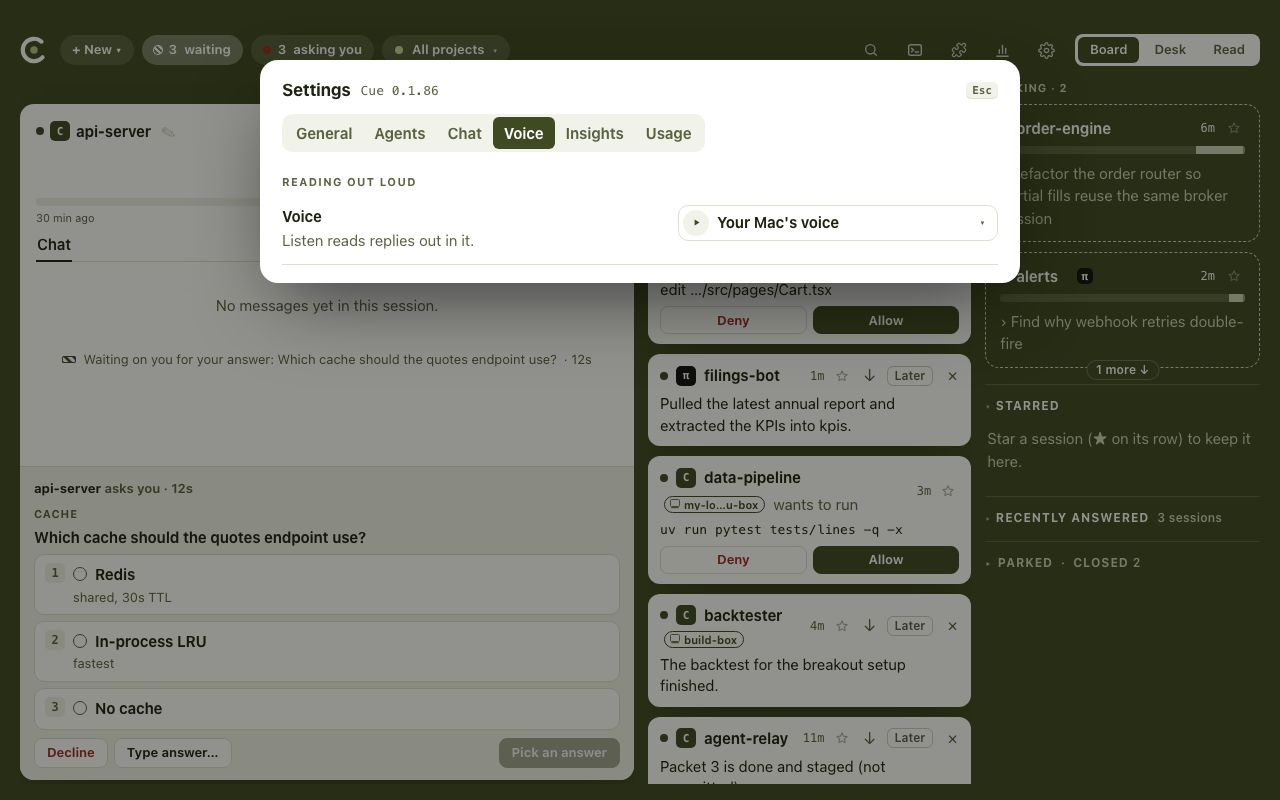 + New
3 waiting
3 asking you
All projects
Board
Desk
Read
Settings Cue 0.1.86
Esc
General
Agents
Chat
Voice
Insights
Usage
READING OUT LOUD
Voice
Listen reads replies out in it.
Your Mac's voice
C api-server
30 min ago
Chat
No messages yet in this session.
Waiting on you for your answer: Which cache should the quotes endpoint use? · 12s
api-server asks you · 12s
CACHE
Which cache should the quotes endpoint use?
1 Redis
shared, 30s TTL
2 In-process LRU
fastest
3 No cache
Decline
Type answer...
Pick an answer
edit .../src/pages/Cart.tsx
Deny
Allow
π filings-bot 1m Later ×
Pulled the latest annual report and
extracted the KPIs into kpis.
C data-pipeline
3m
my-lo...u-box wants to run
uv run pytest tests/lines -q -x
Deny
Allow
C backtester 4m Later ×
build-box
The backtest for the breakout setup
finished.
C agent-relay 11m Later ×
Packet 3 is done and staged (not
KING · 2
order-engine 6m
efactor the order router so
rtial fills reuse the same broker
ssion
alerts π 2m
› Find why webhook retries double-
fire
1 more ↓
STARRED
Star a session (★ on its row) to keep it
here.
RECENTLY ANSWERED 3 sessions
PARKED · CLOSED 2